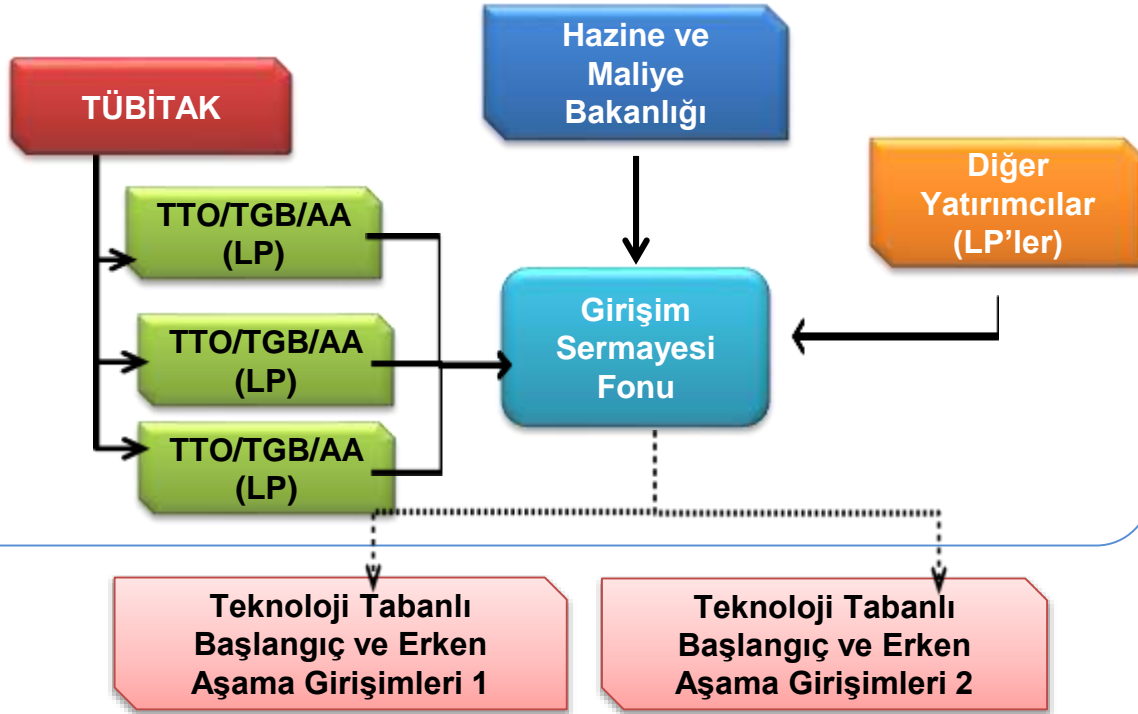 TÜBİTAK
Hazine ve
Maliye
Bakanlığı
Diğer
Yatırımcılar
(LP’ler)
TTO/TGB/AA
(LP)
TTO/TGB/AA
(LP)
TTO/TGB/AA
(LP)
Girişim
Sermayesi
Fonu
Teknoloji Tabanlı
Başlangıç ve Erken
Aşama Girişimleri 1
Teknoloji Tabanlı
Başlangıç ve Erken
Aşama Girişimleri 2